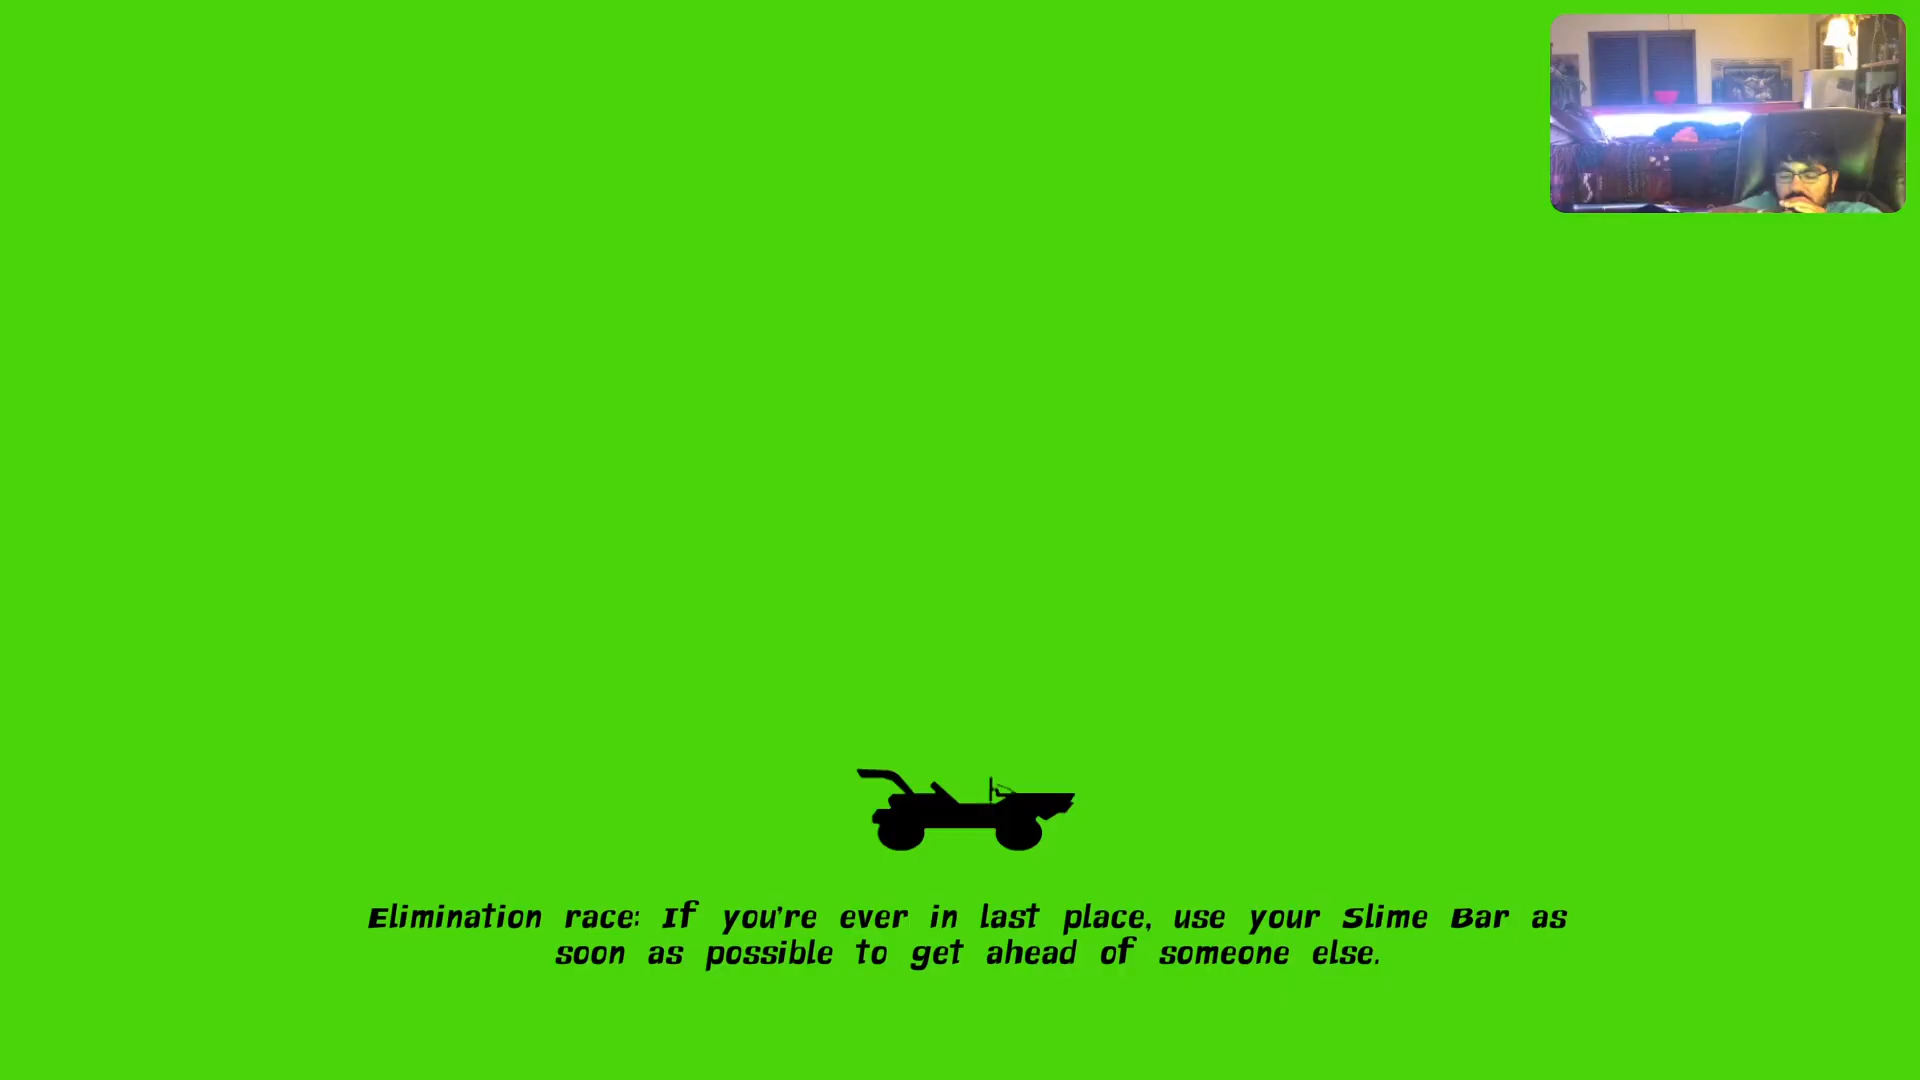 Elimination race: If you're ever in last place, use your Slime Bar as
soon as possible to get ahead of someone else.